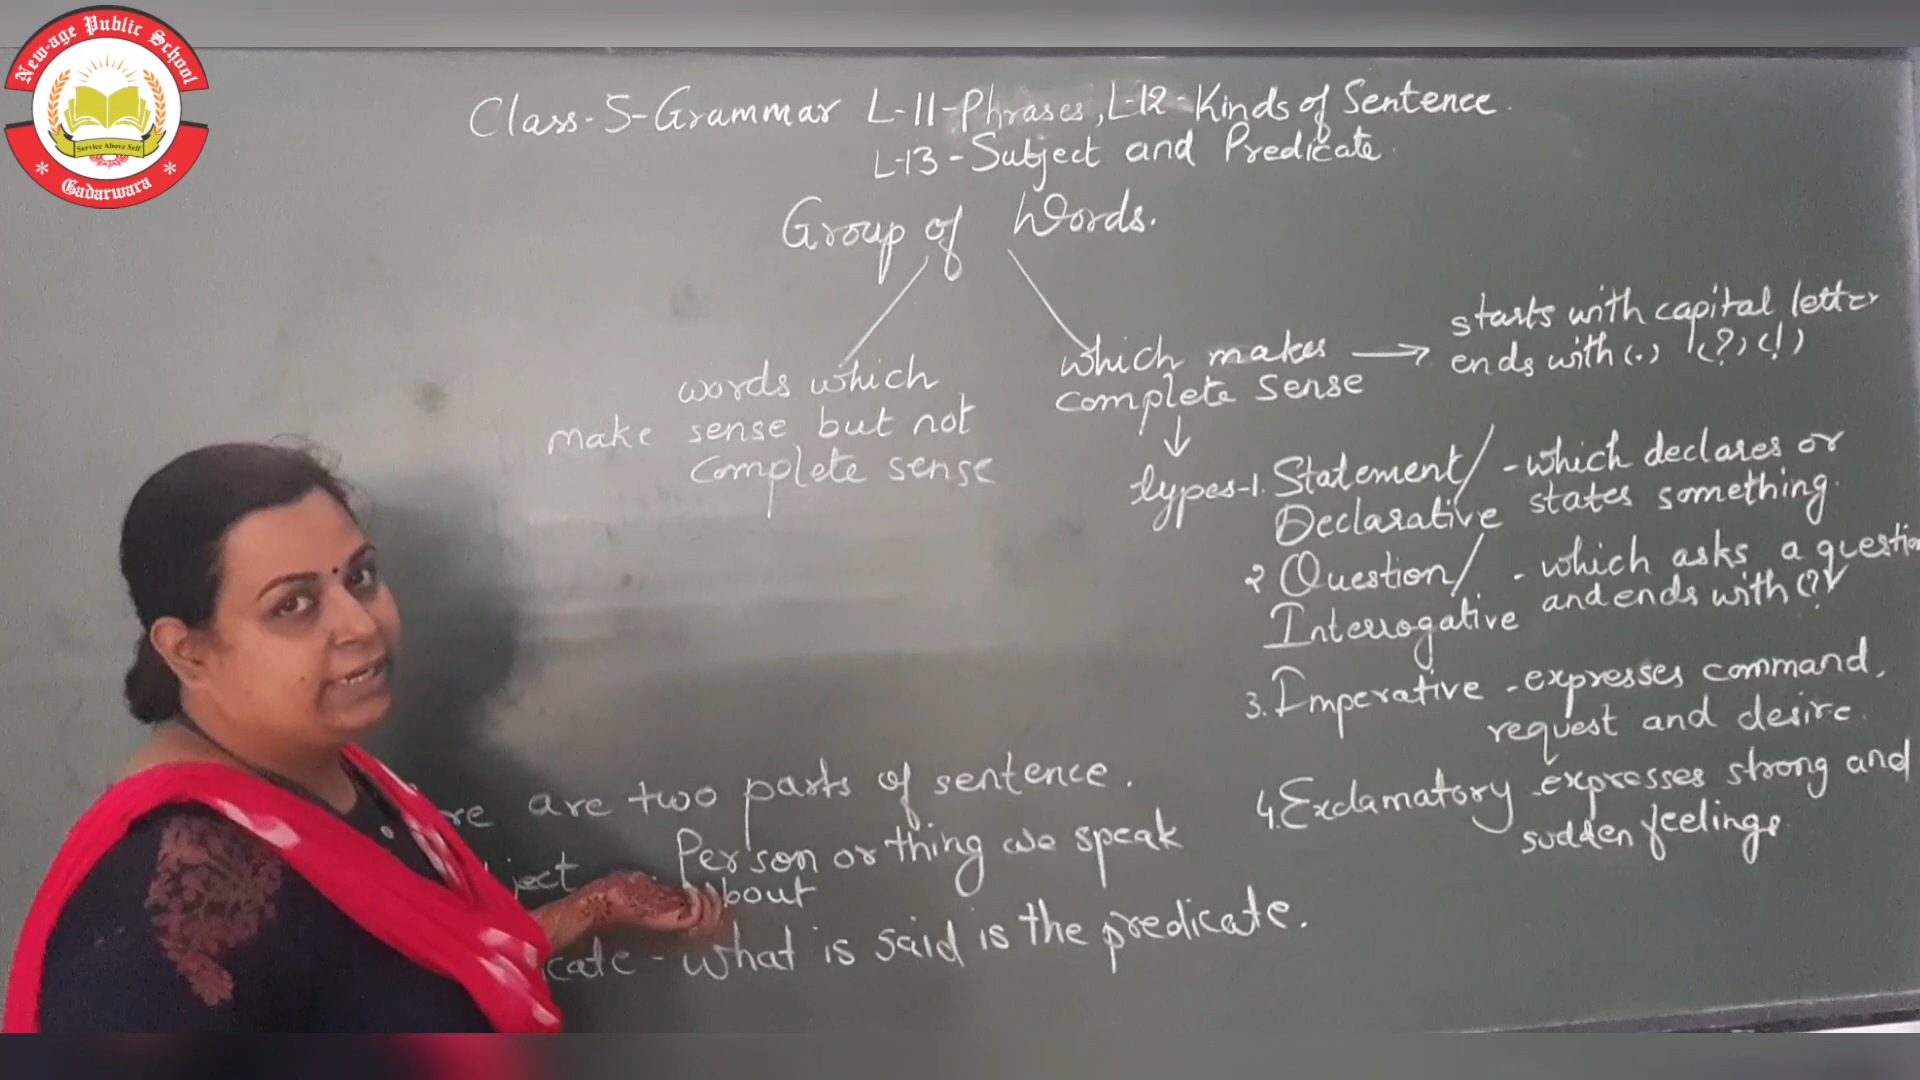 New-age Public School
Service Above Self
Gadarwara
Class-5-Grammar L-11-Phrases, L-12-Kinds of Sentence.
L-13-Subject and Predicate.
Group of Words.
words which
make sense but not
complete sense
which makes
complete sense
starts with capital letter
ends with (.) (?) (!)
types-1. Statement/ - which declares or
Declarative states something.
2 Question/ - which asks a question
Interrogative and ends with (?)
3. Imperative - expresses command,
request and desire.
4. Exclamatory - expresses strong and
sudden feelings
are two parts of sentence.
Person or thing we speak
about
what is said is the predicate.